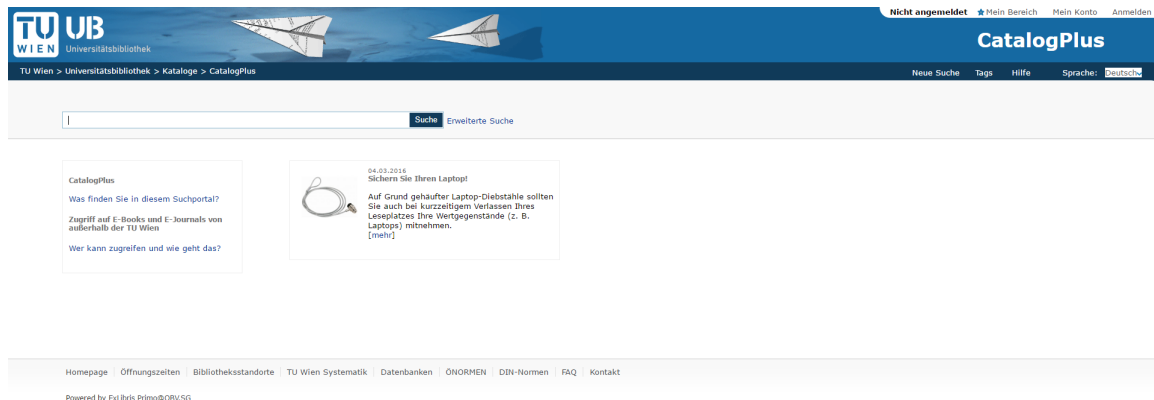 Nicht angemeldet Mein Bereich Mein Konto Anmelden
TU UB
WIEN Universitätsbibliothek
CatalogPlus
TU Wien > Universitätsbibliothek > Kataloge > CatalogPlus
Neue Suche Tags Hilfe Sprache: Deutsch
Suche Erweiterte Suche
CatalogPlus
Was finden Sie in diesem Suchportal?
Zugriff auf E-Books und E-Journals von
außerhalb der TU Wien
Wer kann zugreifen und wie geht das?
04.03.2016
Sichern Sie Ihren Laptop!
Auf Grund gehäufter Laptop-Diebstähle sollten
Sie auch bei kurzzeitigem Verlassen Ihres
Leseplatzes Ihre Wertgegenstände (z. B.
Laptops) mitnehmen.
[mehr]
Homepage Öffnungszeiten Bibliotheksstandorte TU Wien Systematik Datenbanken ÖNORMEN DIN-Normen FAQ Kontakt
Powered by ExLibris Primo@OBV.SG